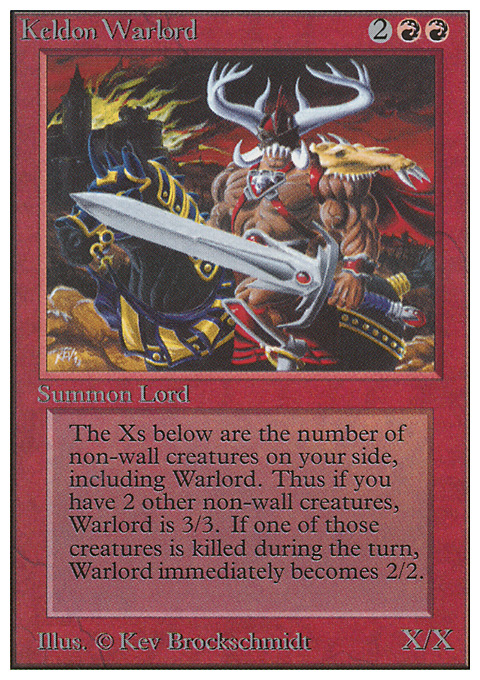 Keldon Warlord 2
Summon Lord
The Xs below are the number of
non-wall creatures on your side,
including Warlord. Thus if you
have 2 other non-wall creatures,
Warlord is 3/3. If one of those
creatures is killed during the turn,
Warlord immediately becomes 2/2.
Illus. © Kev Brockschmidt X/X